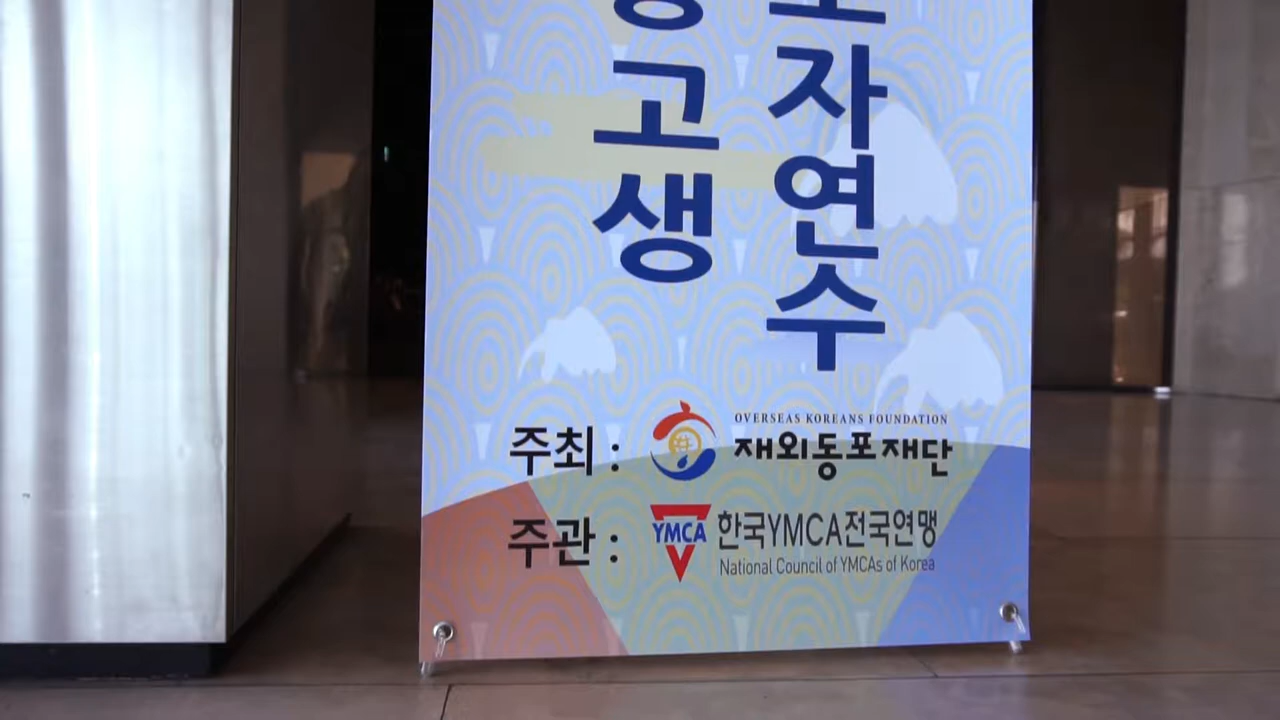 고생
자연수
주최 :
OVERSEAS KOREANS FOUNDATION
재외동포재단
주관 :
YMCA
한국YMCA전국연맹
National Council of YMCAs of Korea